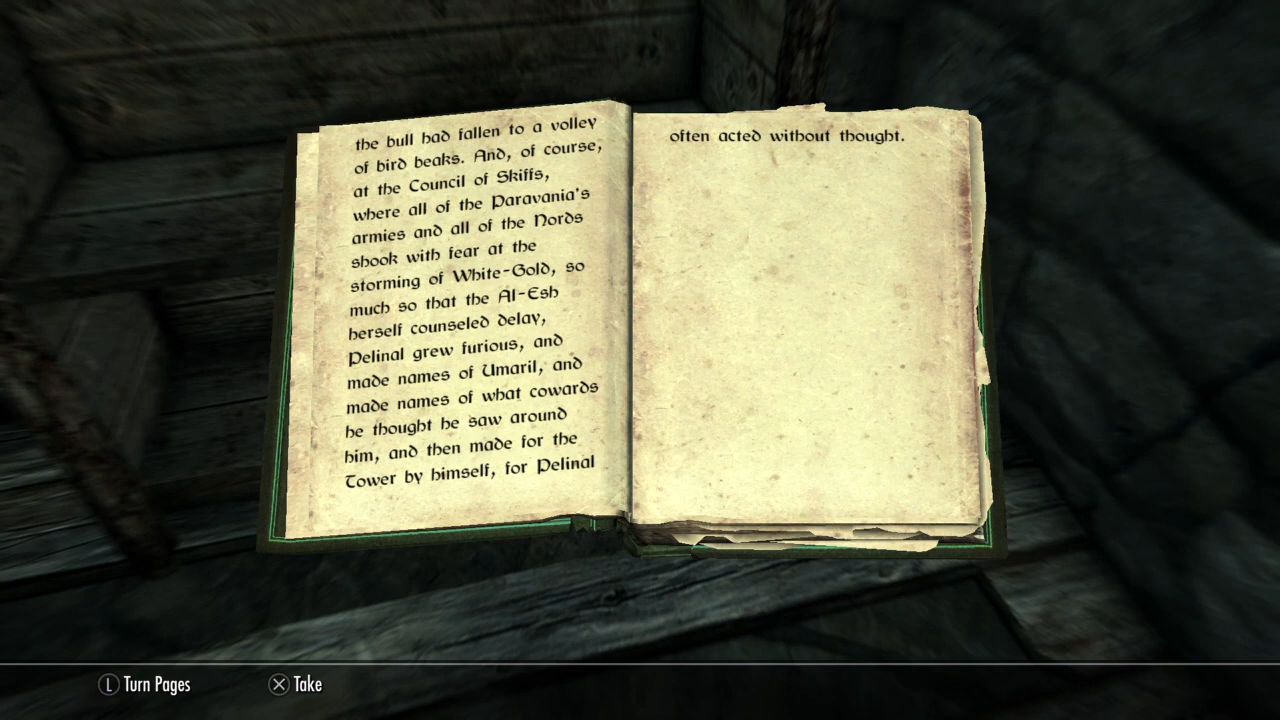 the bull had fallen to a volley
of bird beaks. And, of course,
at the Council of Skiffs,
where all of the Paravania's
armies and all of the Nords
shook with fear at the
storming of White-Gold, so
much so that the Al-Esh
herself counseled delay,
Pelinal grew furious, and
made names of Umaril, and
made names of what cowards
he thought he saw around
him, and then made for the
Tower by himself, for Pelinal
often acted without thought.
L Turn Pages
X Take